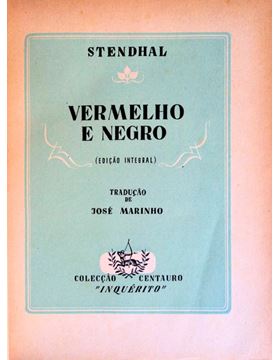 STENDHAL
VERMELHO
E NEGRO
(EDIÇÃO INTEGRAL)
TRADUÇÃO
DE
JOSÉ MARINHO
COLECÇÃO CENTAURO
"INQUÉRITO"